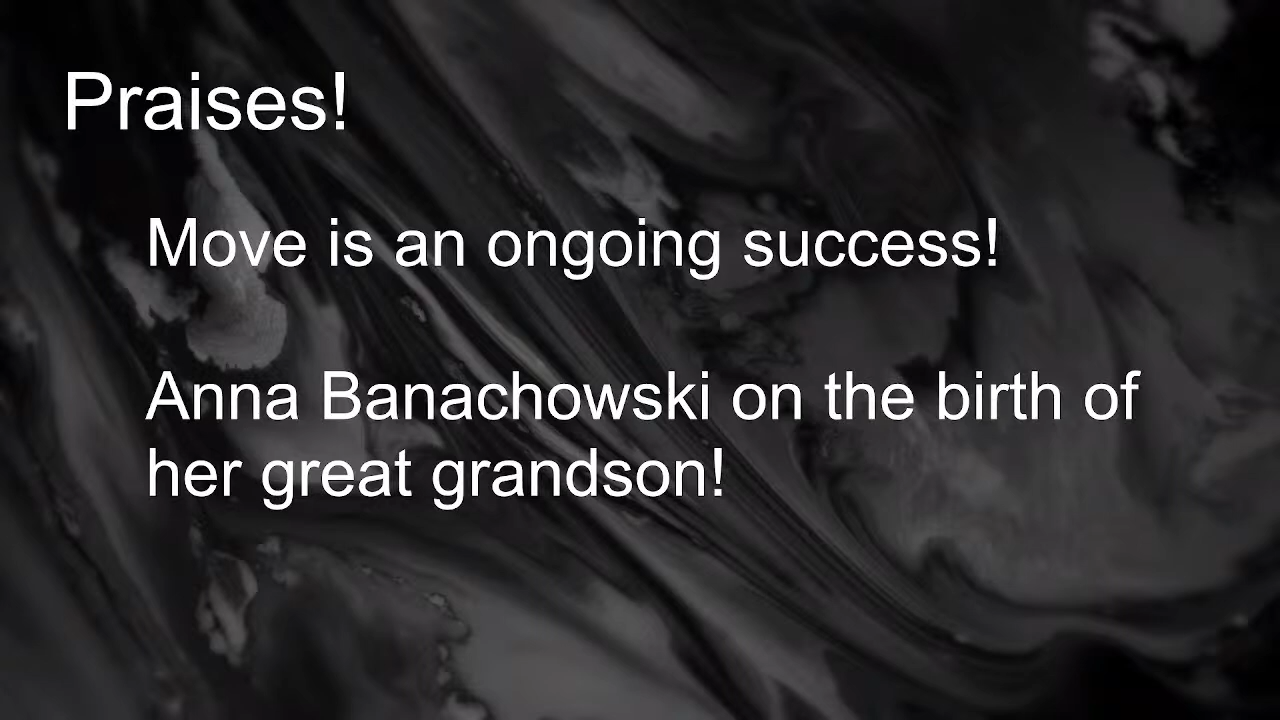 Praises!
Move is an ongoing success!
Anna Banachowski on the birth of
her great grandson!